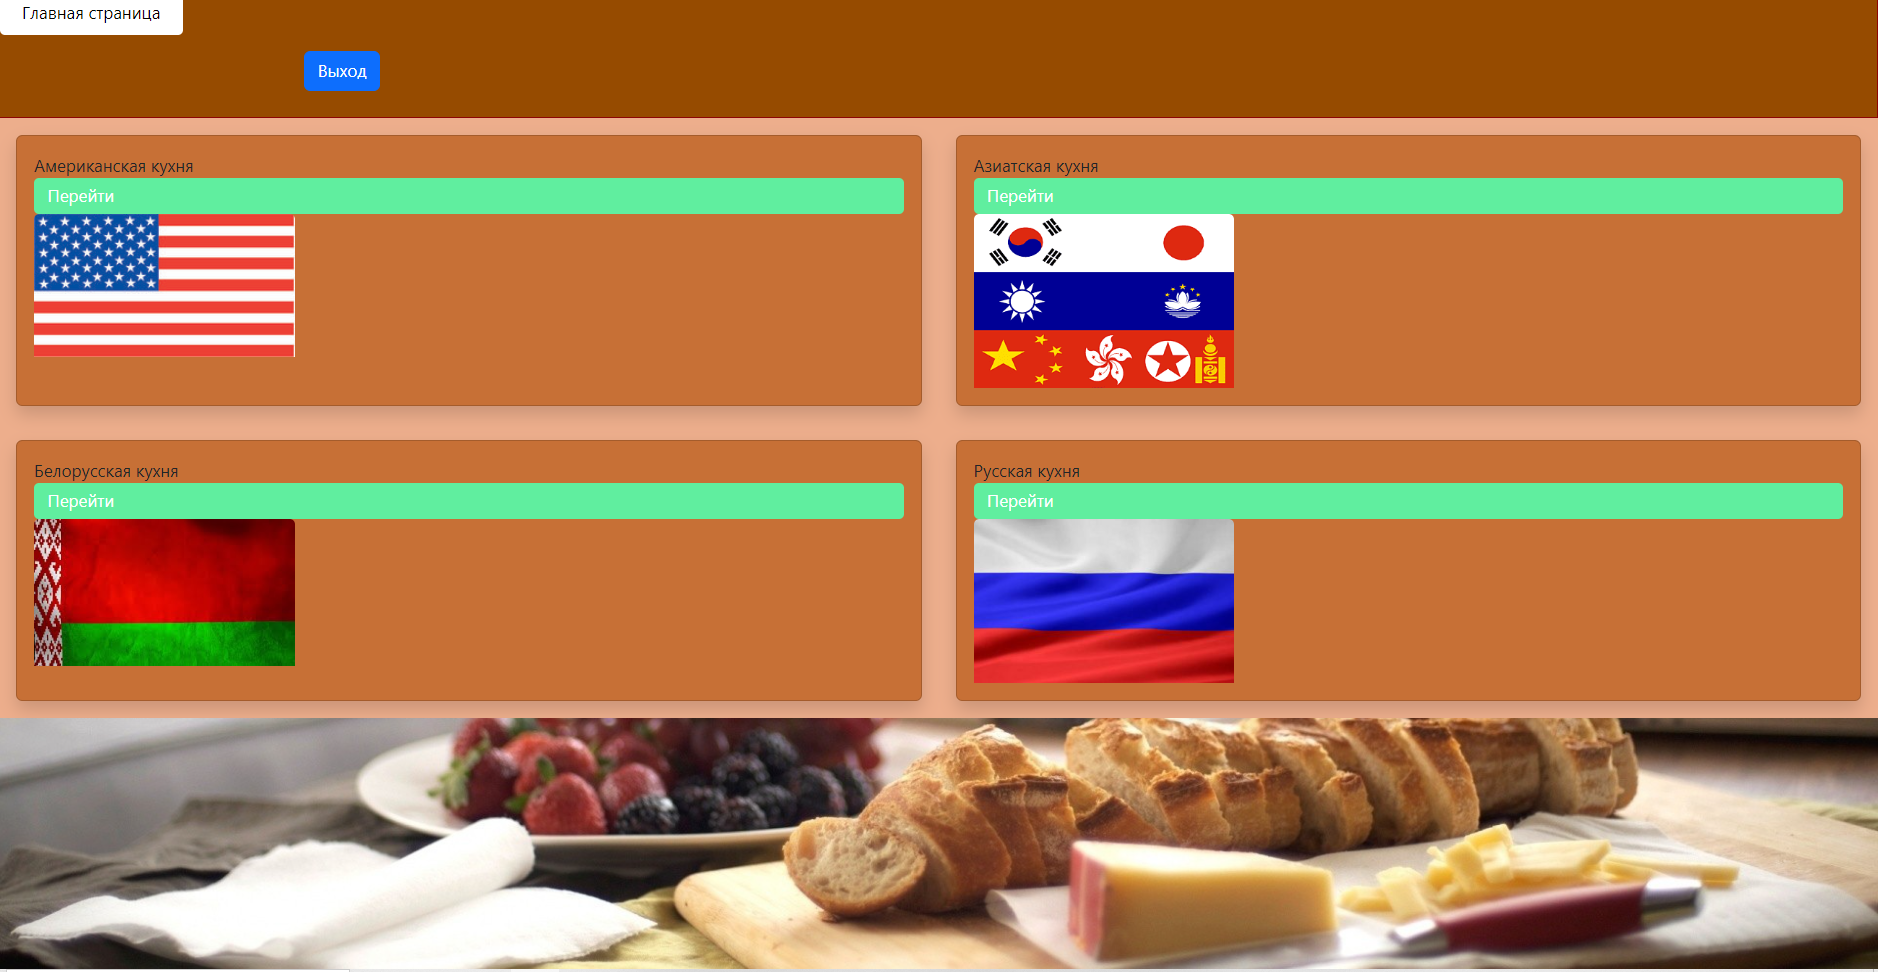 Главная страница
Выход
Американская кухня
Перейти
Азиатская кухня
Перейти
Белорусская кухня
Перейти
Русская кухня
Перейти